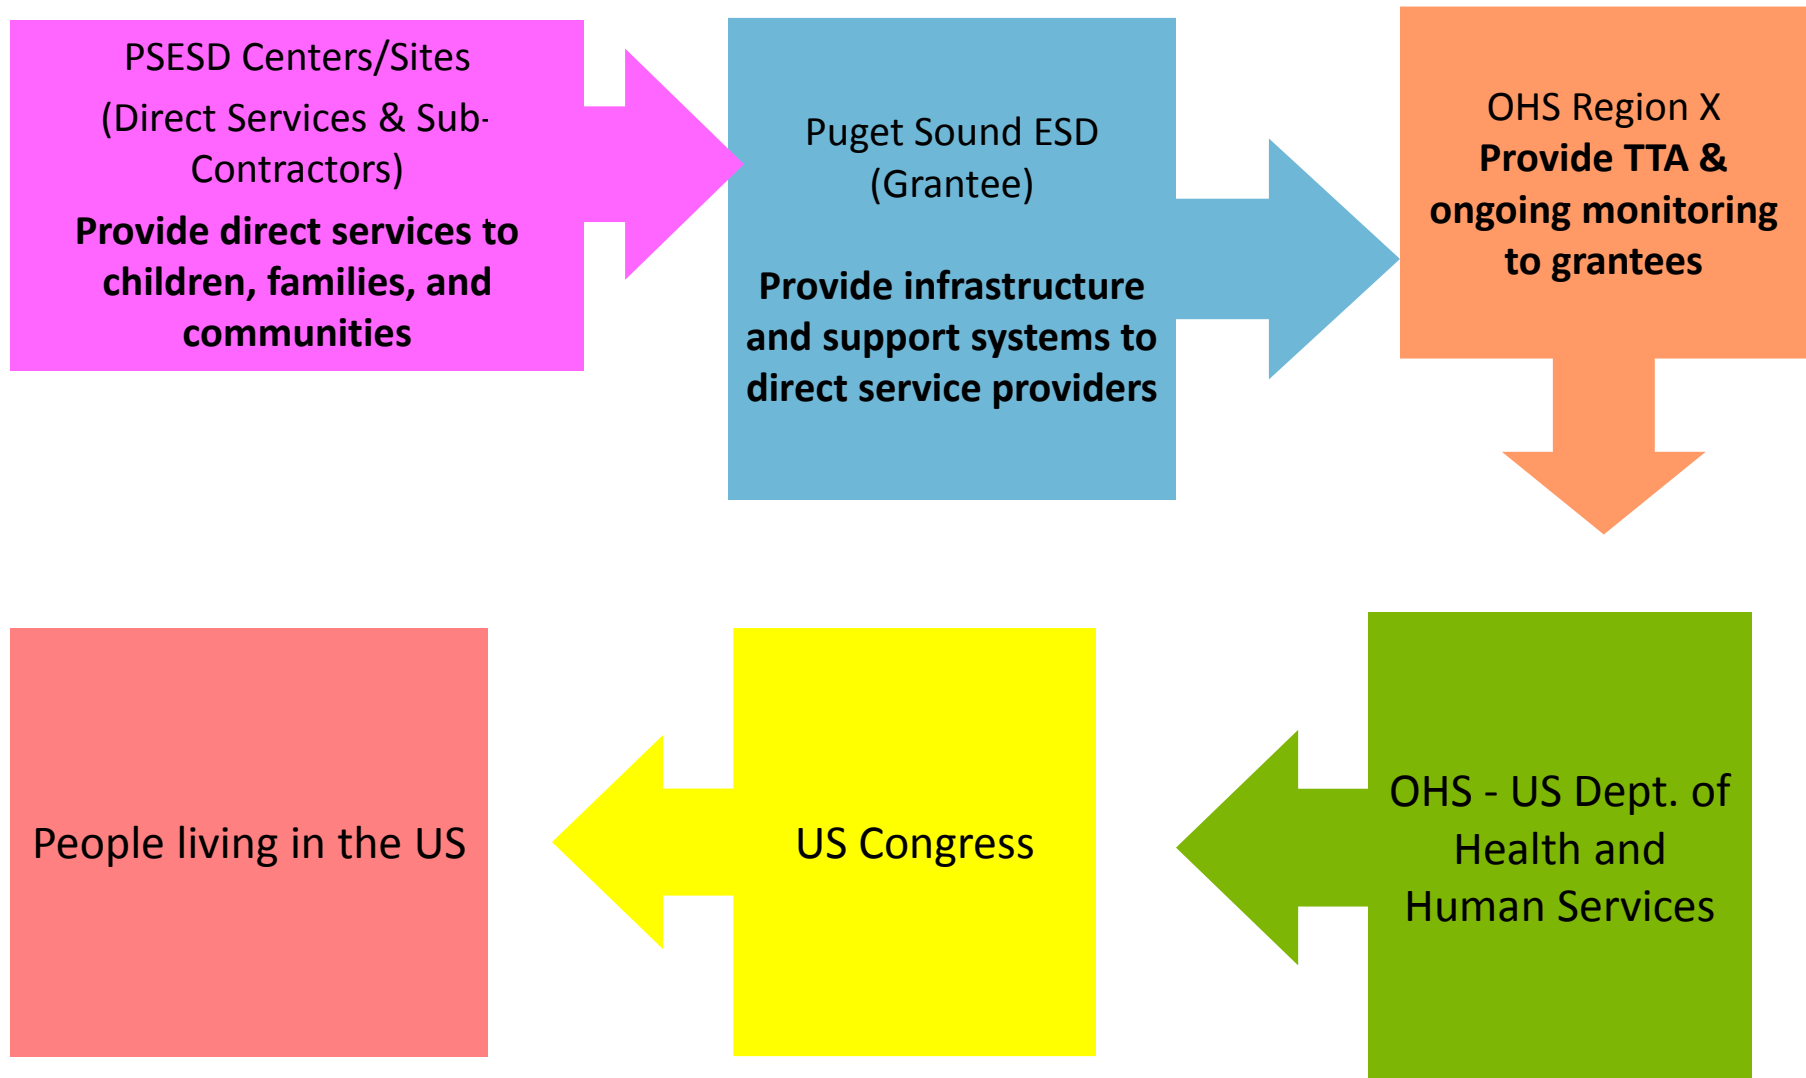 PSESD Centers/Sites
(Direct Services & Sub-
Contractors)
Provide direct services to
children, families, and
communities
Puget Sound ESD
(Grantee)
Provide infrastructure
and support systems to
direct service providers
OHS Region X
Provide TTA &
ongoing monitoring
to grantees
People living in the US
US Congress
OHS - US Dept. of
Health and
Human Services